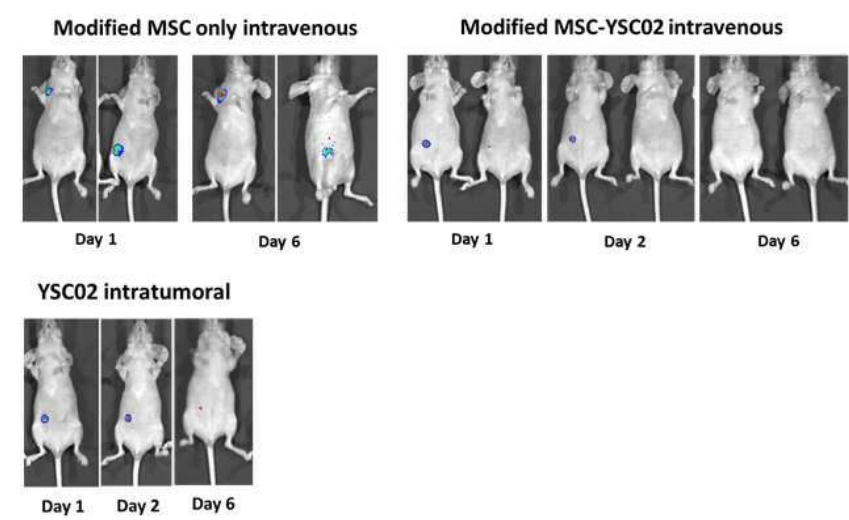 Modified MSC only intravenous
Modified MSC-YSC02 intravenous
Day 1
Day 6
Day 1
Day 2
Day 6
YSC02 intratumoral
Day 1
Day 2
Day 6